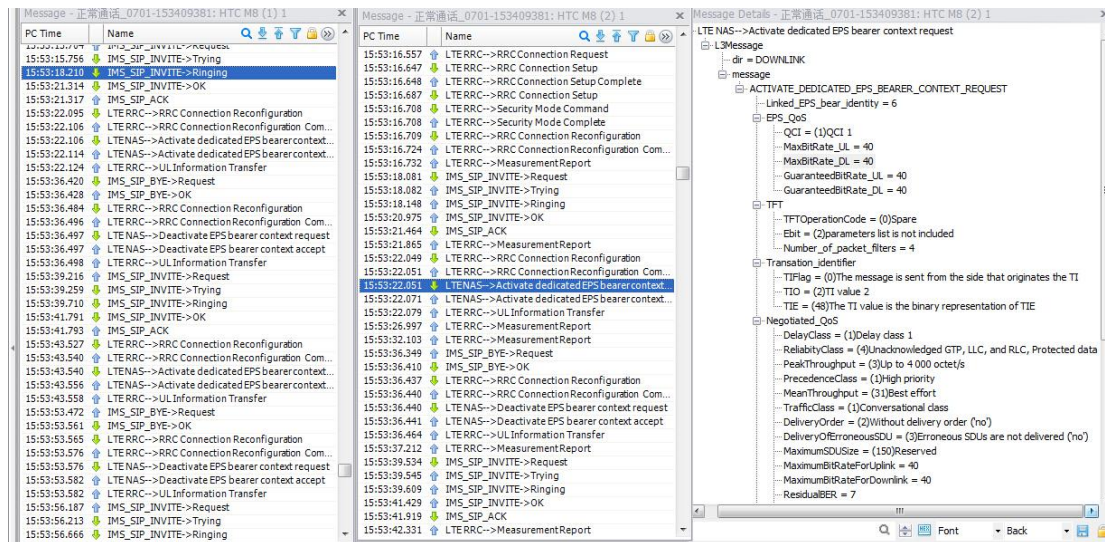 Message - 正常通话_0701-153409381: HTC M8 (1) 1
PC Time Name
15:53:15.704 IMS_SIP_INVITE->Request
15:53:15.756 IMS_SIP_INVITE->Trying
15:53:18.210 IMS_SIP_INVITE->Ringing
15:53:21.314 IMS_SIP_INVITE->OK
15:53:21.317 IMS_SIP_ACK
15:53:22.095 LTE RRC-->RRC Connection Reconfiguration
15:53:22.106 LTE RRC-->RRC Connection Reconfiguration Com...
15:53:22.106 LTENAS-->Activate dedicated EPS bearer context...
15:53:22.114 LTENAS-->Activate dedicated EPS bearer context...
15:53:22.124 LTE RRC-->UL Information Transfer
15:53:36.420 IMS_SIP_BYE->Request
15:53:36.428 IMS_SIP_BYE->OK
15:53:36.484 LTE RRC-->RRC Connection Reconfiguration
15:53:36.496 LTE RRC-->RRC Connection Reconfiguration Com...
15:53:36.497 LTE NAS-->Deactivate EPS bearer context request
15:53:36.497 LTENAS-->Deactivate EPS bearer context accept
15:53:36.498 LTE RRC-->UL Information Transfer
15:53:39.216 IMS_SIP_INVITE->Request
15:53:39.259 IMS_SIP_INVITE->Trying
15:53:39.710 IMS_SIP_INVITE->Ringing
15:53:41.791 IMS_SIP_INVITE->OK
15:53:41.793 IMS_SIP_ACK
15:53:43.527 LTE RRC-->RRC Connection Reconfiguration
15:53:43.540 LTE RRC-->RRC Connection Reconfiguration Com...
15:53:43.540 LTENAS-->Activate dedicated EPS bearer context...
15:53:43.556 LTENAS-->Activate dedicated EPS bearer context...
15:53:43.558 LTE RRC-->UL Information Transfer
15:53:53.472 IMS_SIP_BYE->Request
15:53:53.561 IMS_SIP_BYE->OK
15:53:53.565 LTE RRC-->RRC Connection Reconfiguration
15:53:53.576 LTE RRC-->RRC Connection Reconfiguration Com...
15:53:53.576 LTE NAS-->Deactivate EPS bearer context request
15:53:53.582 LTENAS-->Deactivate EPS bearer context accept
15:53:53.582 LTE RRC-->UL Information Transfer
15:53:56.187 IMS_SIP_INVITE->Request
15:53:56.213 IMS_SIP_INVITE->Trying
15:53:56.666 IMS_SIP_INVITE->Ringing
Message - 正常通话_0701-153409381: HTC M8 (2) 1
PC Time Name
15:53:16.557 LTE RRC-->RRC Connection Request
15:53:16.647 LTE RRC-->RRC Connection Setup
15:53:16.648 LTE RRC-->RRC Connection Setup Complete
15:53:16.687 LTE RRC-->RRC Connection Setup
15:53:16.708 LTE RRC-->Security Mode Command
15:53:16.708 LTE RRC-->Security Mode Complete
15:53:16.709 LTE RRC-->RRC Connection Reconfiguration
15:53:16.724 LTE RRC-->RRC Connection Reconfiguration Com...
15:53:16.732 LTE RRC-->Measurement Report
15:53:18.081 IMS_SIP_INVITE->Request
15:53:18.082 IMS_SIP_INVITE->Trying
15:53:18.148 IMS_SIP_INVITE->Ringing
15:53:20.975 IMS_SIP_INVITE->OK
15:53:21.464 IMS_SIP_ACK
15:53:21.865 LTE RRC-->Measurement Report
15:53:22.049 LTE RRC-->RRC Connection Reconfiguration
15:53:22.051 LTE RRC-->RRC Connection Reconfiguration Com...
15:53:22.051 LTENAS-->Activate dedicated EPS bearer context...
15:53:22.071 LTENAS-->Activate dedicated EPS bearer context...
15:53:22.079 LTE RRC-->UL Information Transfer
15:53:26.997 LTE RRC-->Measurement Report
15:53:32.103 LTE RRC-->Measurement Report
15:53:36.349 IMS_SIP_BYE->Request
15:53:36.410 IMS_SIP_BYE->OK
15:53:36.437 LTE RRC-->RRC Connection Reconfiguration
15:53:36.440 LTE RRC-->RRC Connection Reconfiguration Com...
15:53:36.440 LTE NAS-->Deactivate EPS bearer context request
15:53:36.441 LTENAS-->Deactivate EPS bearer context accept
15:53:36.464 LTE RRC-->UL Information Transfer
15:53:37.212 LTE RRC-->Measurement Report
15:53:39.534 IMS_SIP_INVITE->Request
15:53:39.545 IMS_SIP_INVITE->Trying
15:53:39.609 IMS_SIP_INVITE->Ringing
15:53:41.429 IMS_SIP_INVITE->OK
15:53:41.919 IMS_SIP_ACK
15:53:42.331 LTE RRC-->Measurement Report
Message Details - 正常通话_0701-153409381: HTC M8 (2) 1
LTE NAS-->Activate dedicated EPS bearer context request
L3Message
dir = DOWNLINK
message
ACTIVATE_DEDICATED_EPS_BEARER_CONTEXT_REQUEST
Linked_EPS_bear_identity = 6
EPS_QoS
QCI = (1)QCI 1
MaxBitRate_UL = 40
MaxBitRate_DL = 40
GuaranteedBitRate_UL = 40
GuaranteedBitRate_DL = 40
TFT
TFTOperationCode = (0)Spare
Ebit = (2)parameters list is not included
Number_of_packet_filters = 4
Transation_identifier
TIFlag = (0)The message is sent from the side that originates the TI
TIO = (2)TI value 2
TIE = (48)The TI value is the binary representation of TIE
Negotiated_QoS
DelayClass = (1)Delay class 1
ReliabityClass = (4)Unacknowledged GTP, LLC, and RLC, Protected data
PeakThroughput = (3)Up to 4 000 octet/s
PrecedenceClass = (1)High priority
MeanThroughput = (31)Best effort
TrafficClass = (1)Conversational class
DeliveryOrder = (2)Without delivery order ('no')
DeliveryOfErroneousSDU = (3)Erroneous SDUs are not delivered ('no')
MaximumSDUSize = (150)Reserved
MaximumBitRateForUplink = 40
MaximumBitRateForDownlink = 40
ResidualBER = 7
Font Back